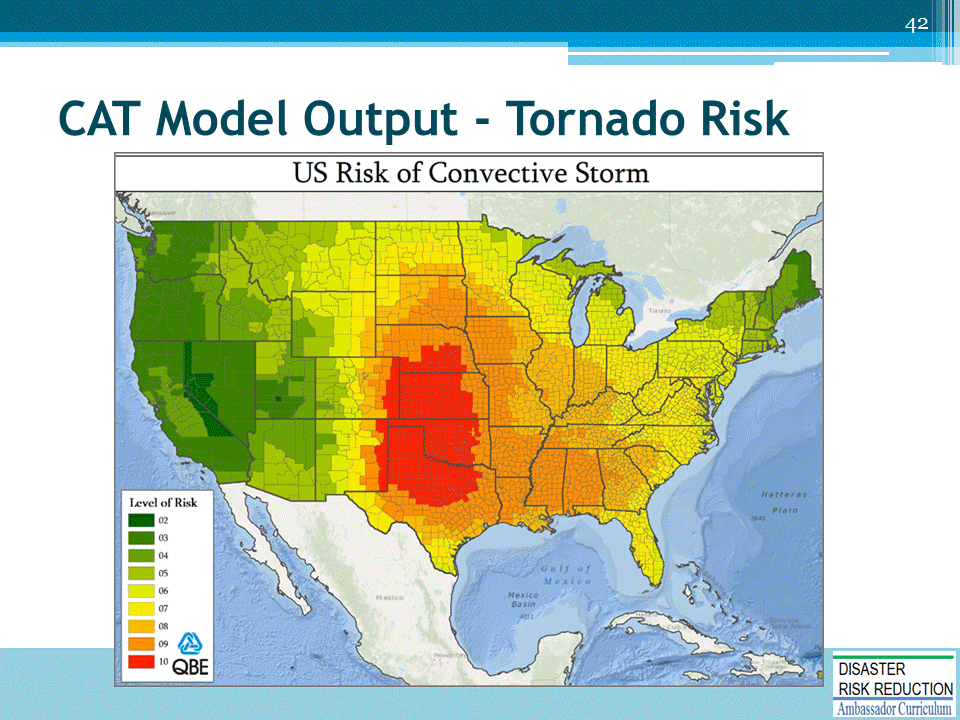 42
CAT Model Output - Tornado Risk
US Risk of Convective Storm
Vancouver
Toronto
Hatteras
Plain
Gulf of
Mexico
Mexico
Basin
Mexico
Level of Risk
02
03
04
05
06
07
08
09
10
QBE
DISASTER
RISK REDUCTION
Ambassador Curriculum